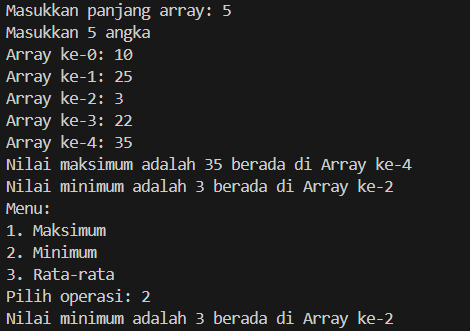 Masukkan panjang array: 5
Masukkan 5 angka
Array ke-0: 10
Array ke-1: 25
Array ke-2: 3
Array ke-3: 22
Array ke-4: 35
Nilai maksimum adalah 35 berada di Array ke-4
Nilai minimum adalah 3 berada di Array ke-2
Menu:
1. Maksimum
2. Minimum
3. Rata-rata
Pilih operasi: 2
Nilai minimum adalah 3 berada di Array ke-2